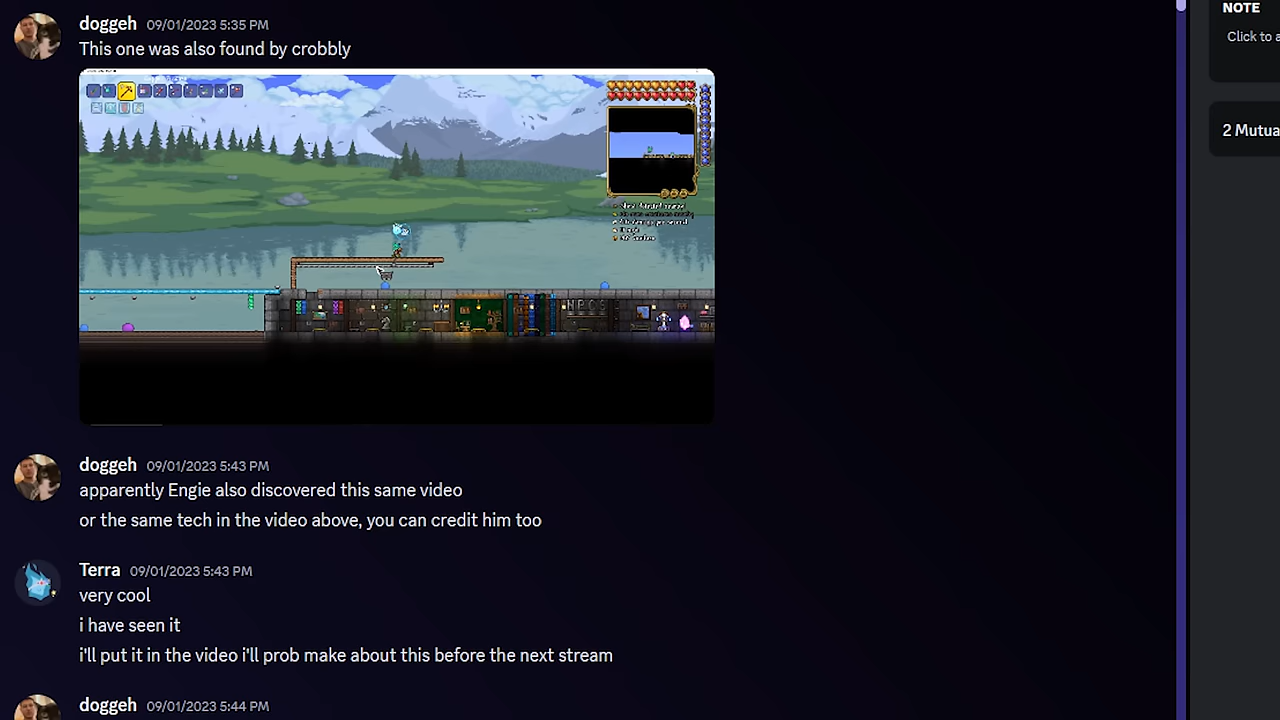 NOTE
doggeh 09/01/2023 5:35 PM
Click to a
This one was also found by crobbly
2 Mutua
NPCS
doggeh 09/01/2023 5:43 PM
apparently Engie also discovered this same video
or the same tech in the video above, you can credit him too
Terra 09/01/2023 5:43 PM
very cool
i have seen it
i'll put it in the video i'll prob make about this before the next stream
doggeh 09/01/2023 5:44 PM